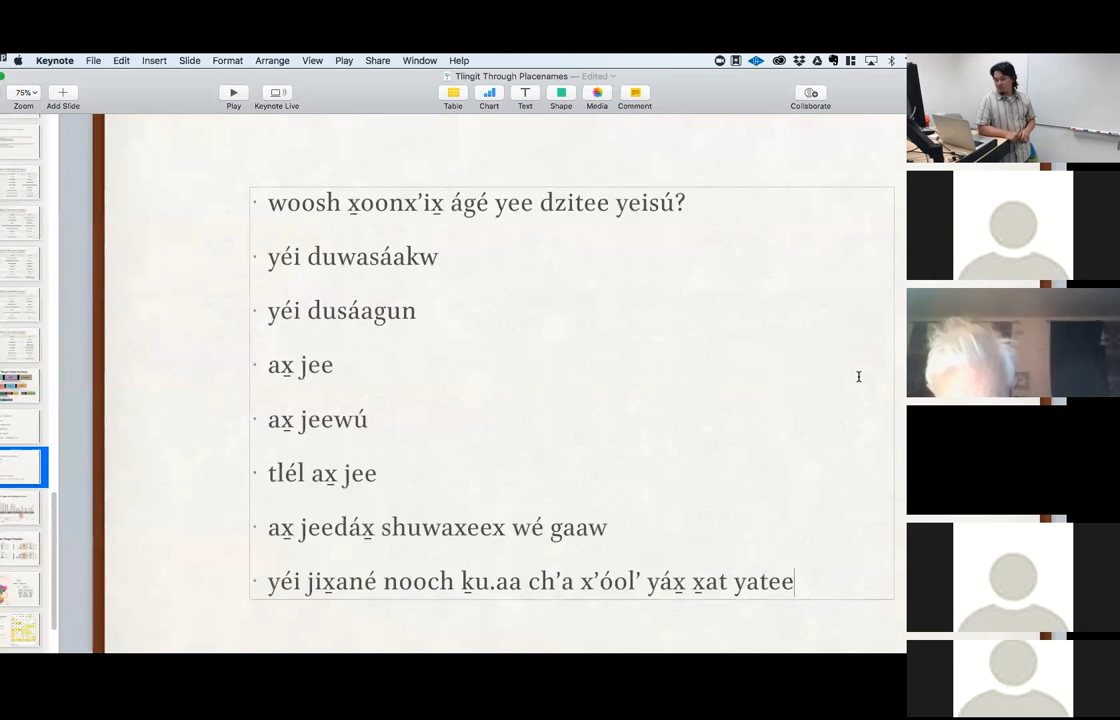 Keynote File Edit Insert Slide Format Arrange View Play Share Window Help
Tlingit Through Placenames — Edited
75%
Zoom Add Slide Play Keynote Live Table Chart Text Shape Media Comment Collaborate
· woosh x̱oonx’ix̱ ágé yee dzitee yeisú?
· yéi duwasáakw
· yéi dusáagun
· ax̱ jee
· ax̱ jeewú
· tlél ax̱ jee
· ax̱ jeedáx̱ shuwaxeex wé gaaw
· yéi jix̱ané nooch ḵu.aa ch’a x’óol’ yáx̱ x̱at yatee